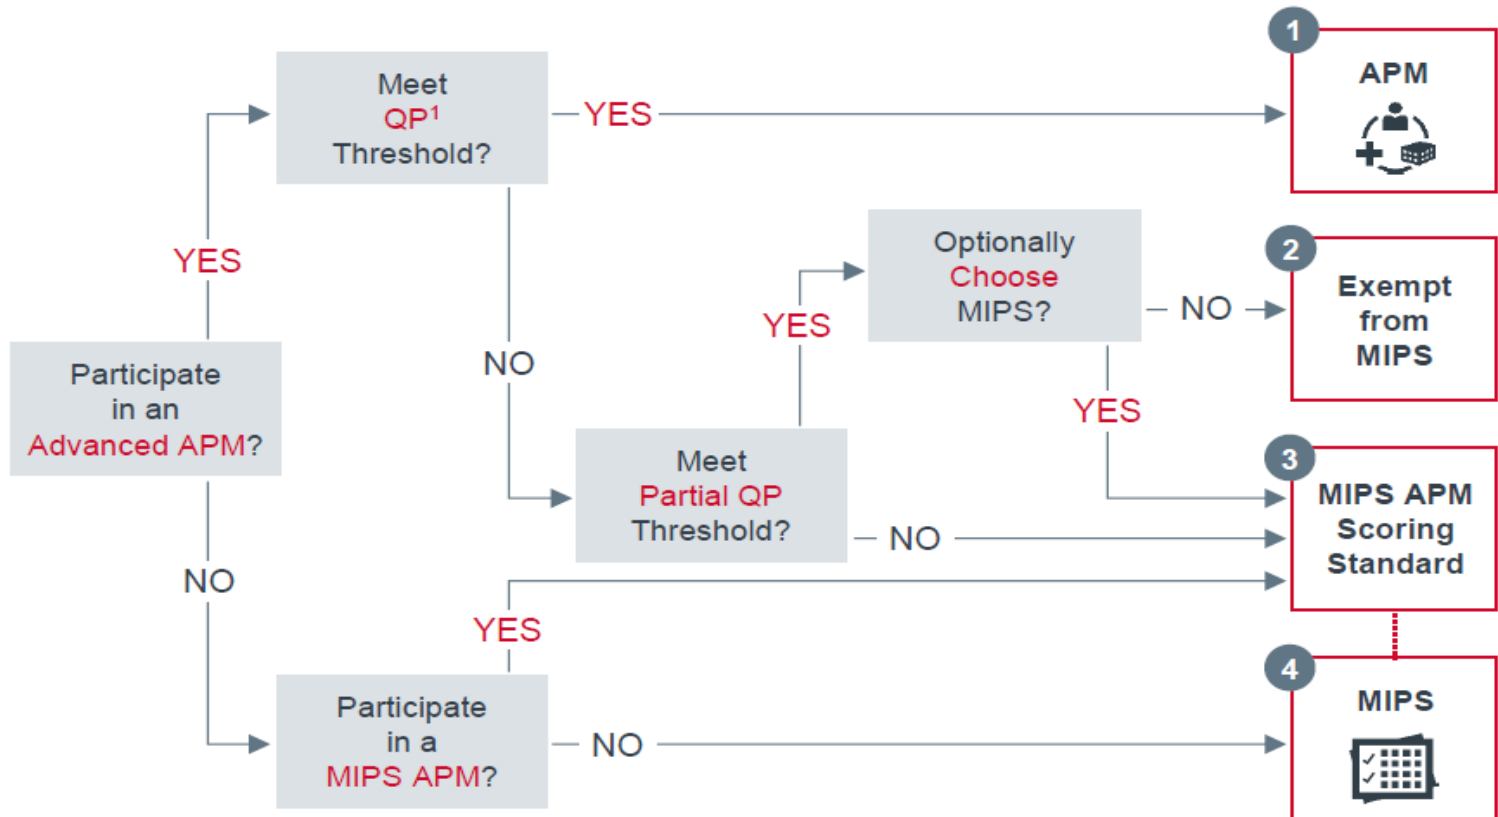 Meet
QP¹
Threshold?
YES
1
APM
YES
Participate
in an
Advanced APM?
NO
Optionally
Choose
MIPS?
NO
2
Exempt
from
MIPS
YES
YES
Meet
Partial QP
Threshold?
NO
3
MIPS APM
Scoring
Standard
NO
YES
Participate
in a
MIPS APM?
NO
4
MIPS